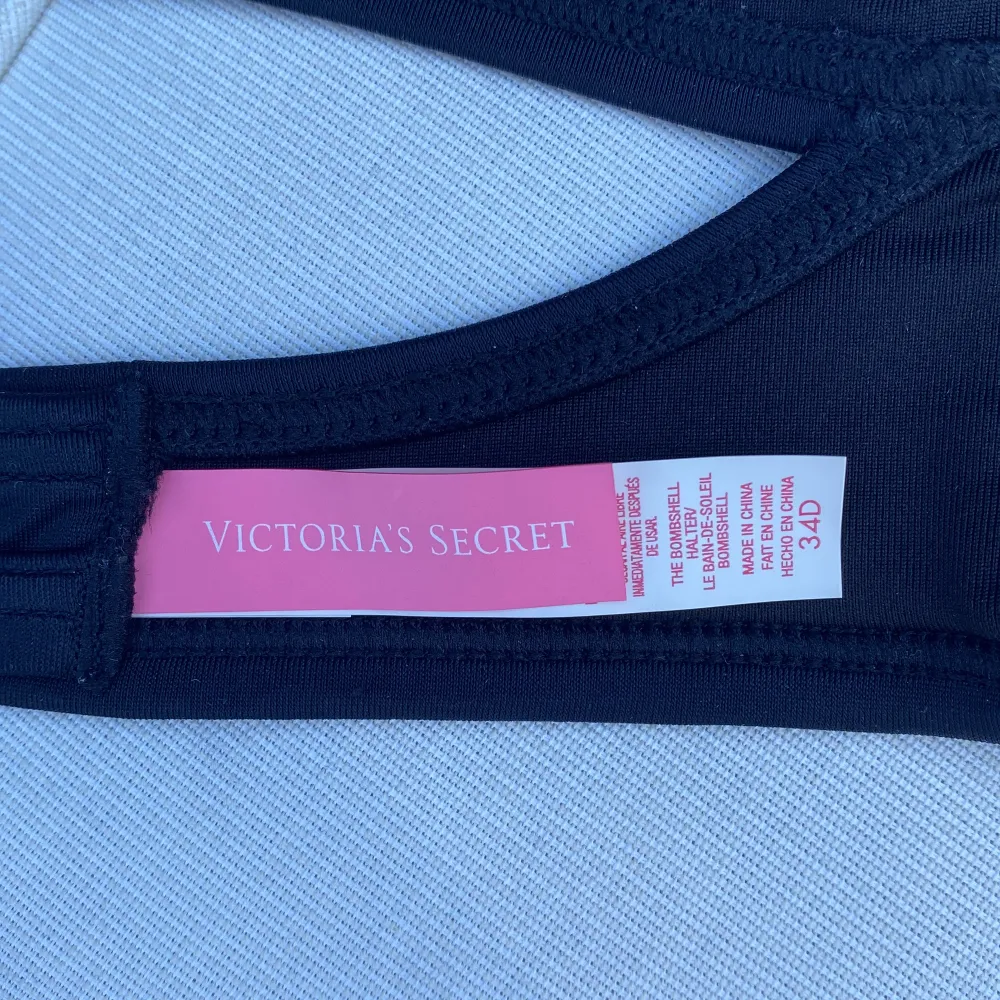 VICTORIA'S SECRET
INMEDIATAMENTE DESPUÉS
DE USAR.
THE BOMBSHELL
HALTER/
LE BAIN-DE-SOLEIL
BOMBSHELL
MADE IN CHINA
FAIT EN CHINE
HECHO EN CHINA
34D